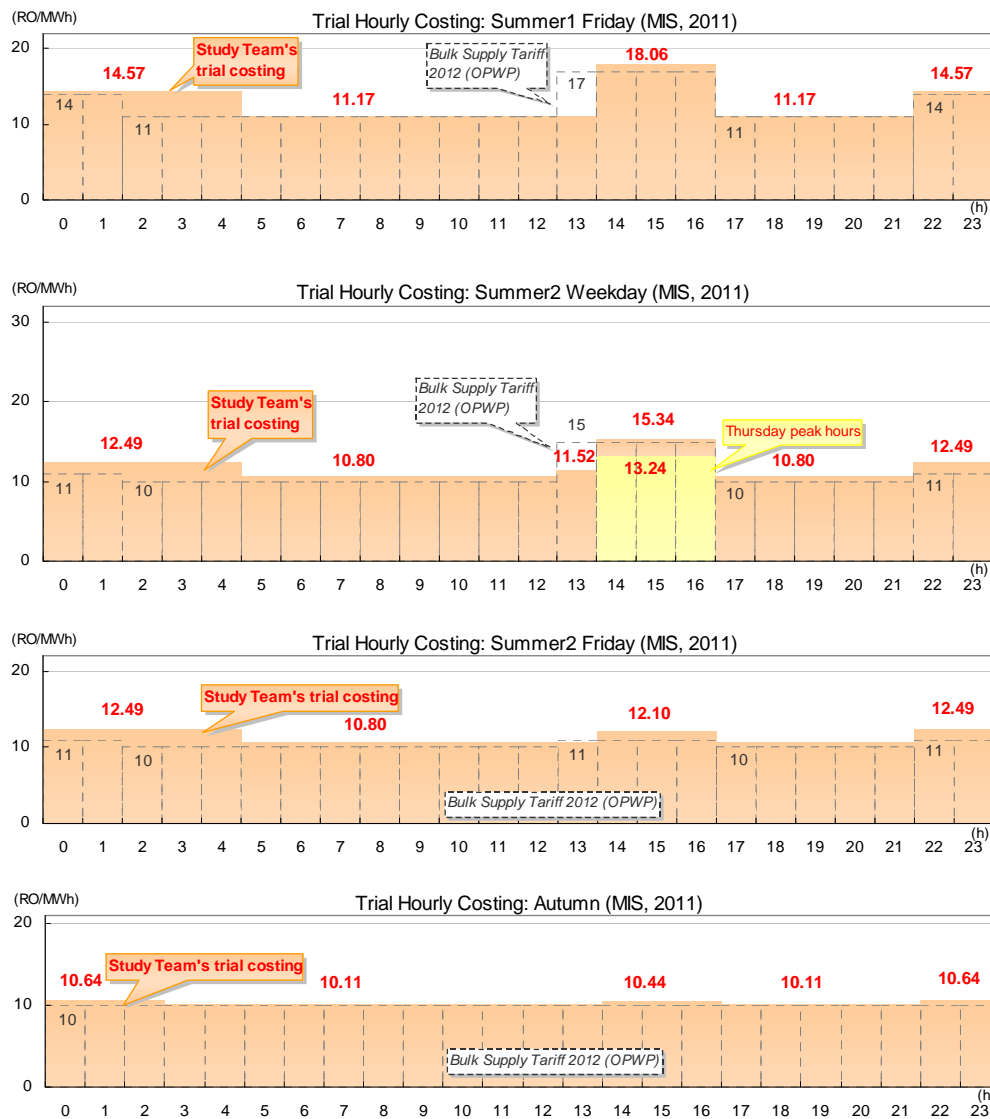 (RO/MWh)
Trial Hourly Costing: Summer1 Friday (MIS, 2011)
20
10
0
Study Team's
trial costing
Bulk Supply Tariff
2012 (OPWP)
14.57
11.17
18.06
11.17
14.57
14
11
17
11
14
(h)
0 1 2 3 4 5 6 7 8 9 10 11 12 13 14 15 16 17 18 19 20 21 22 23
(RO/MWh)
Trial Hourly Costing: Summer2 Weekday (MIS, 2011)
30
20
10
0
Study Team's
trial costing
Bulk Supply Tariff
2012 (OPWP)
Thursday peak hours
12.49
10.80
11.52
15.34
13.24
10.80
12.49
11
10
15
10
11
(h)
0 1 2 3 4 5 6 7 8 9 10 11 12 13 14 15 16 17 18 19 20 21 22 23
(RO/MWh)
Trial Hourly Costing: Summer2 Friday (MIS, 2011)
20
10
0
Study Team's trial costing
12.49
10.80
12.10
12.49
11
10
11
10
11
Bulk Supply Tariff 2012 (OPWP)
(h)
0 1 2 3 4 5 6 7 8 9 10 11 12 13 14 15 16 17 18 19 20 21 22 23
(RO/MWh)
Trial Hourly Costing: Autumn (MIS, 2011)
20
10
0
Study Team's trial costing
10.64
10.11
10.44
10.11
10.64
10
Bulk Supply Tariff 2012 (OPWP)
(h
0 1 2 3 4 5 6 7 8 9 10 11 12 13 14 15 16 17 18 19 20 21 22 23